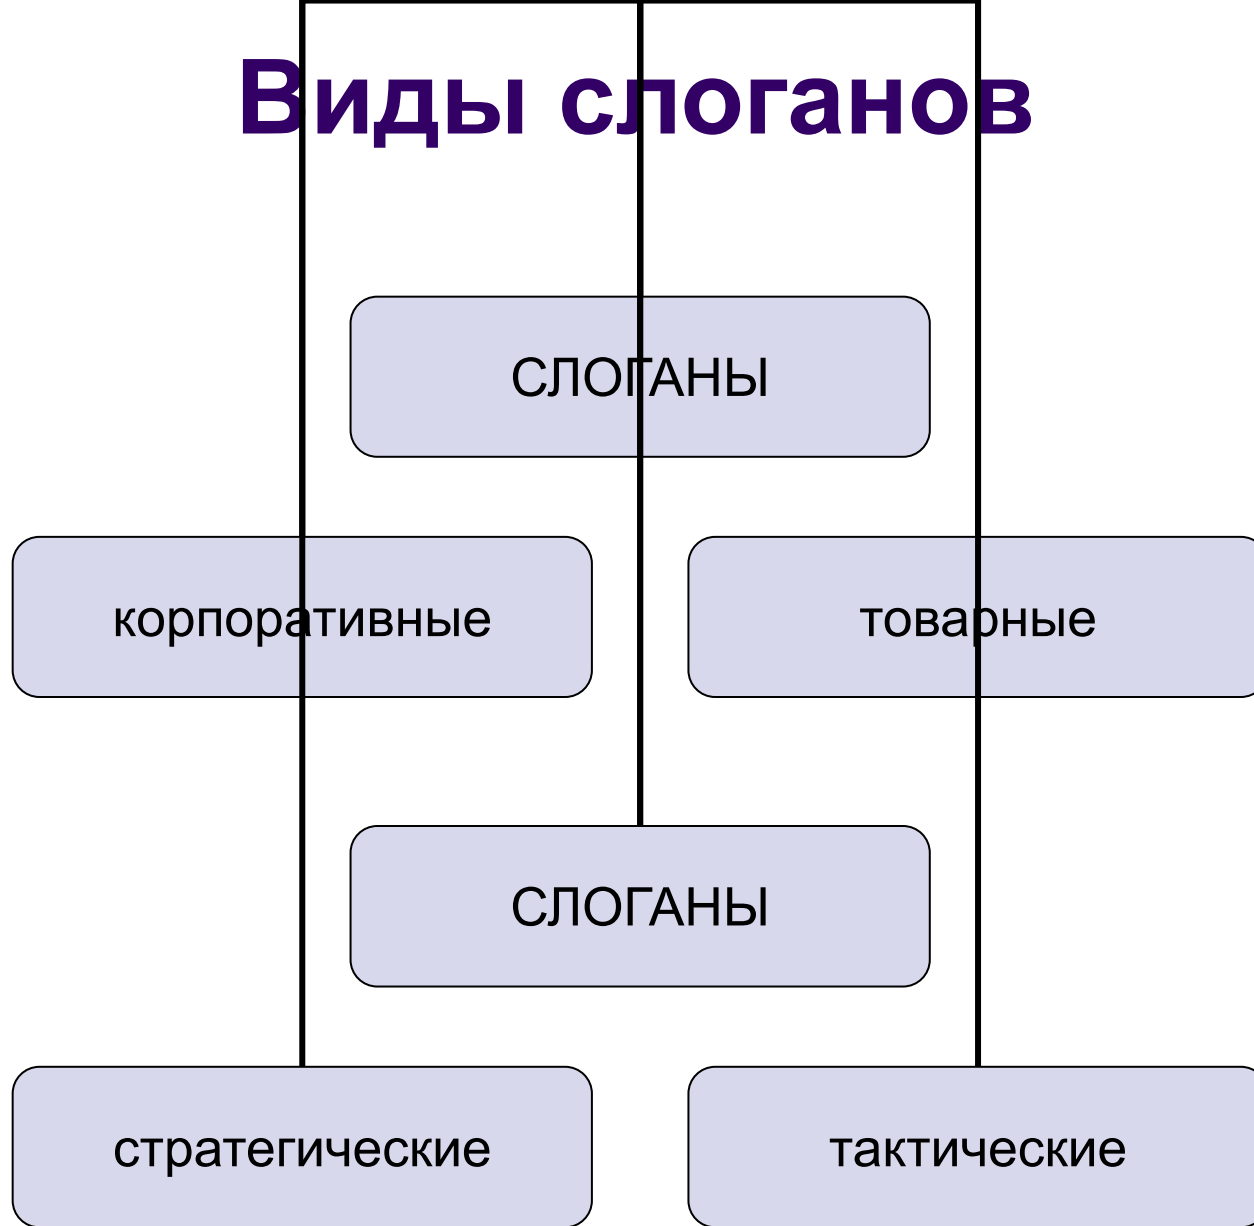 Виды слоганов
СЛОГАНЫ
корпоративные
товарные
СЛОГАНЫ
стратегические
тактические